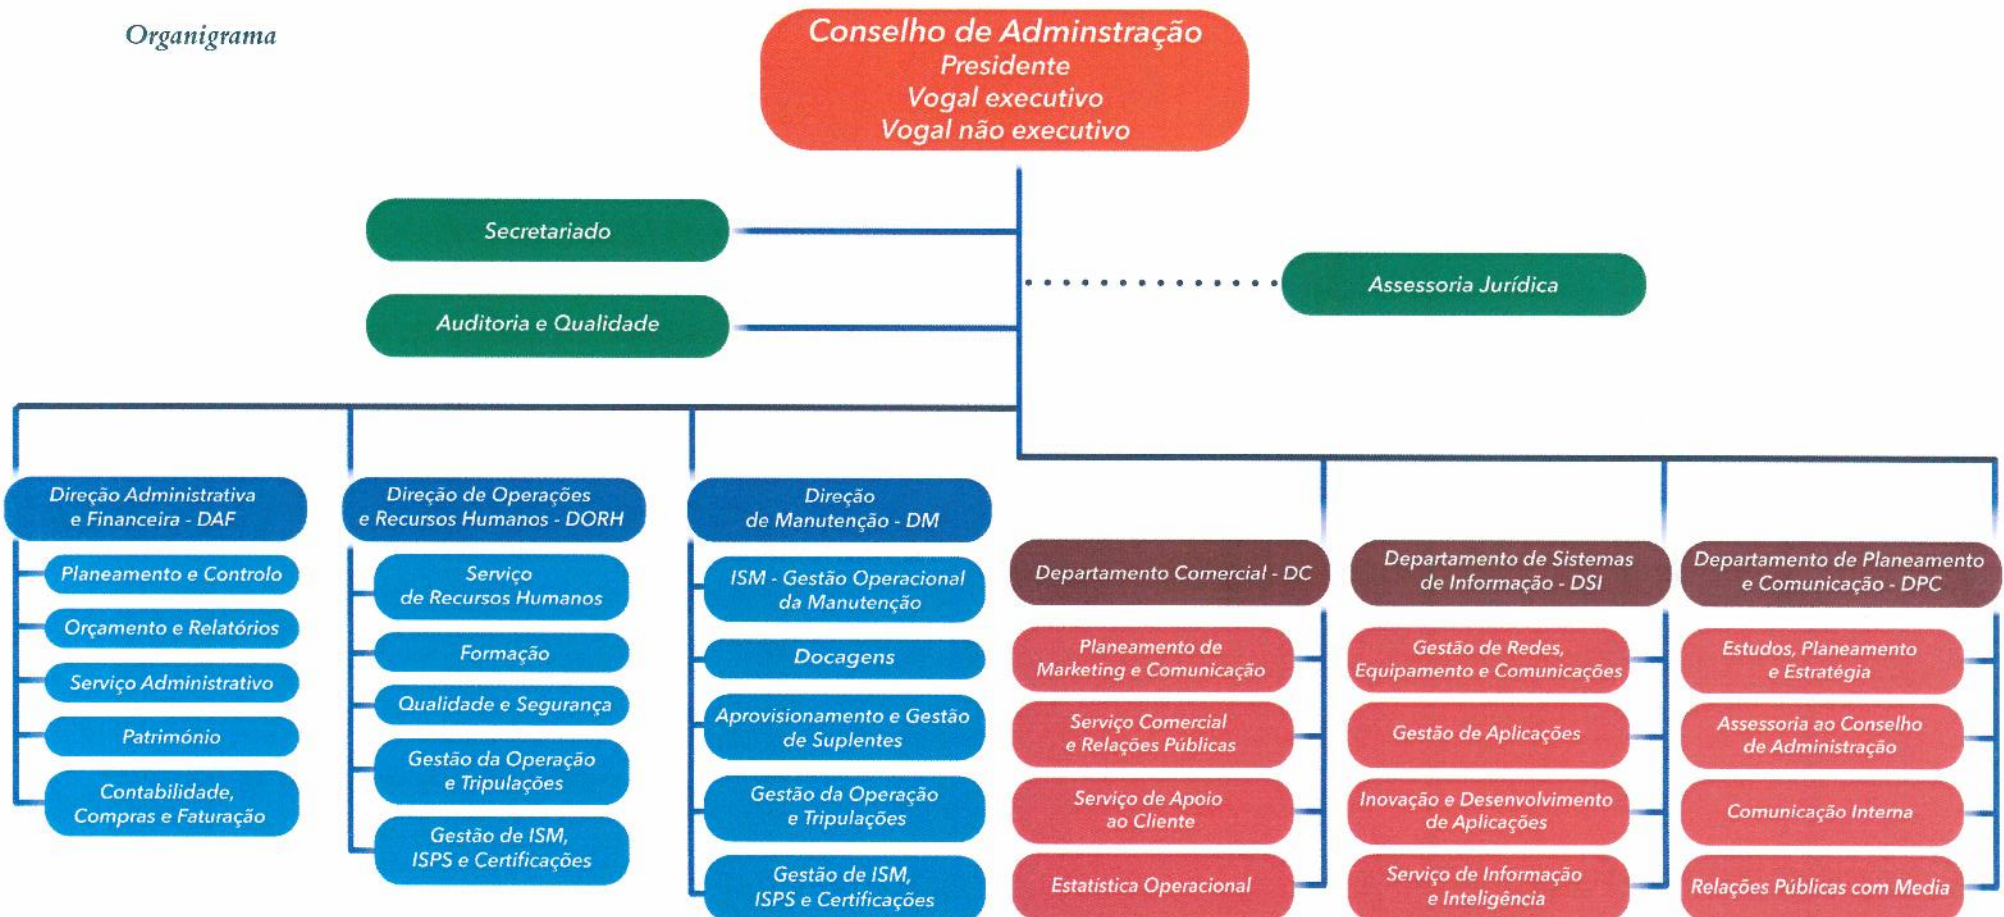 Organigrama
Conselho de Adminstração
Presidente
Vogal executivo
Vogal não executivo
Secretariado
Assessoria Jurídica
Auditoria e Qualidade
Direção Administrativa
e Financeira - DAF
Planeamento e Controlo
Orçamento e Relatórios
Serviço Administrativo
Património
Contabilidade,
Compras e Faturação
Direção de Operações
e Recursos Humanos - DORH
Serviço
de Recursos Humanos
Formação
Qualidade e Segurança
Gestão da Operação
e Tripulações
Gestão de ISM,
ISPS e Certificações
Direção
de Manutenção - DM
ISM - Gestão Operacional
da Manutenção
Docagens
Aprovisionamento e Gestão
de Suplentes
Gestão da Operação
e Tripulações
Gestão de ISM,
ISPS e Certificações
Departamento Comercial - DC
Planeamento de
Marketing e Comunicação
Serviço Comercial
e Relações Públicas
Serviço de Apoio
ao Cliente
Estatística Operacional
Departamento de Sistemas
de Informação - DSI
Gestão de Redes,
Equipamento e Comunicações
Gestão de Aplicações
Inovação e Desenvolvimento
de Aplicações
Serviço de Informação
e Inteligência
Departamento de Planeamento
e Comunicação - DPC
Estudos, Planeamento
e Estratégia
Assessoria ao Conselho
de Administração
Comunicação Interna
Relações Públicas com Media